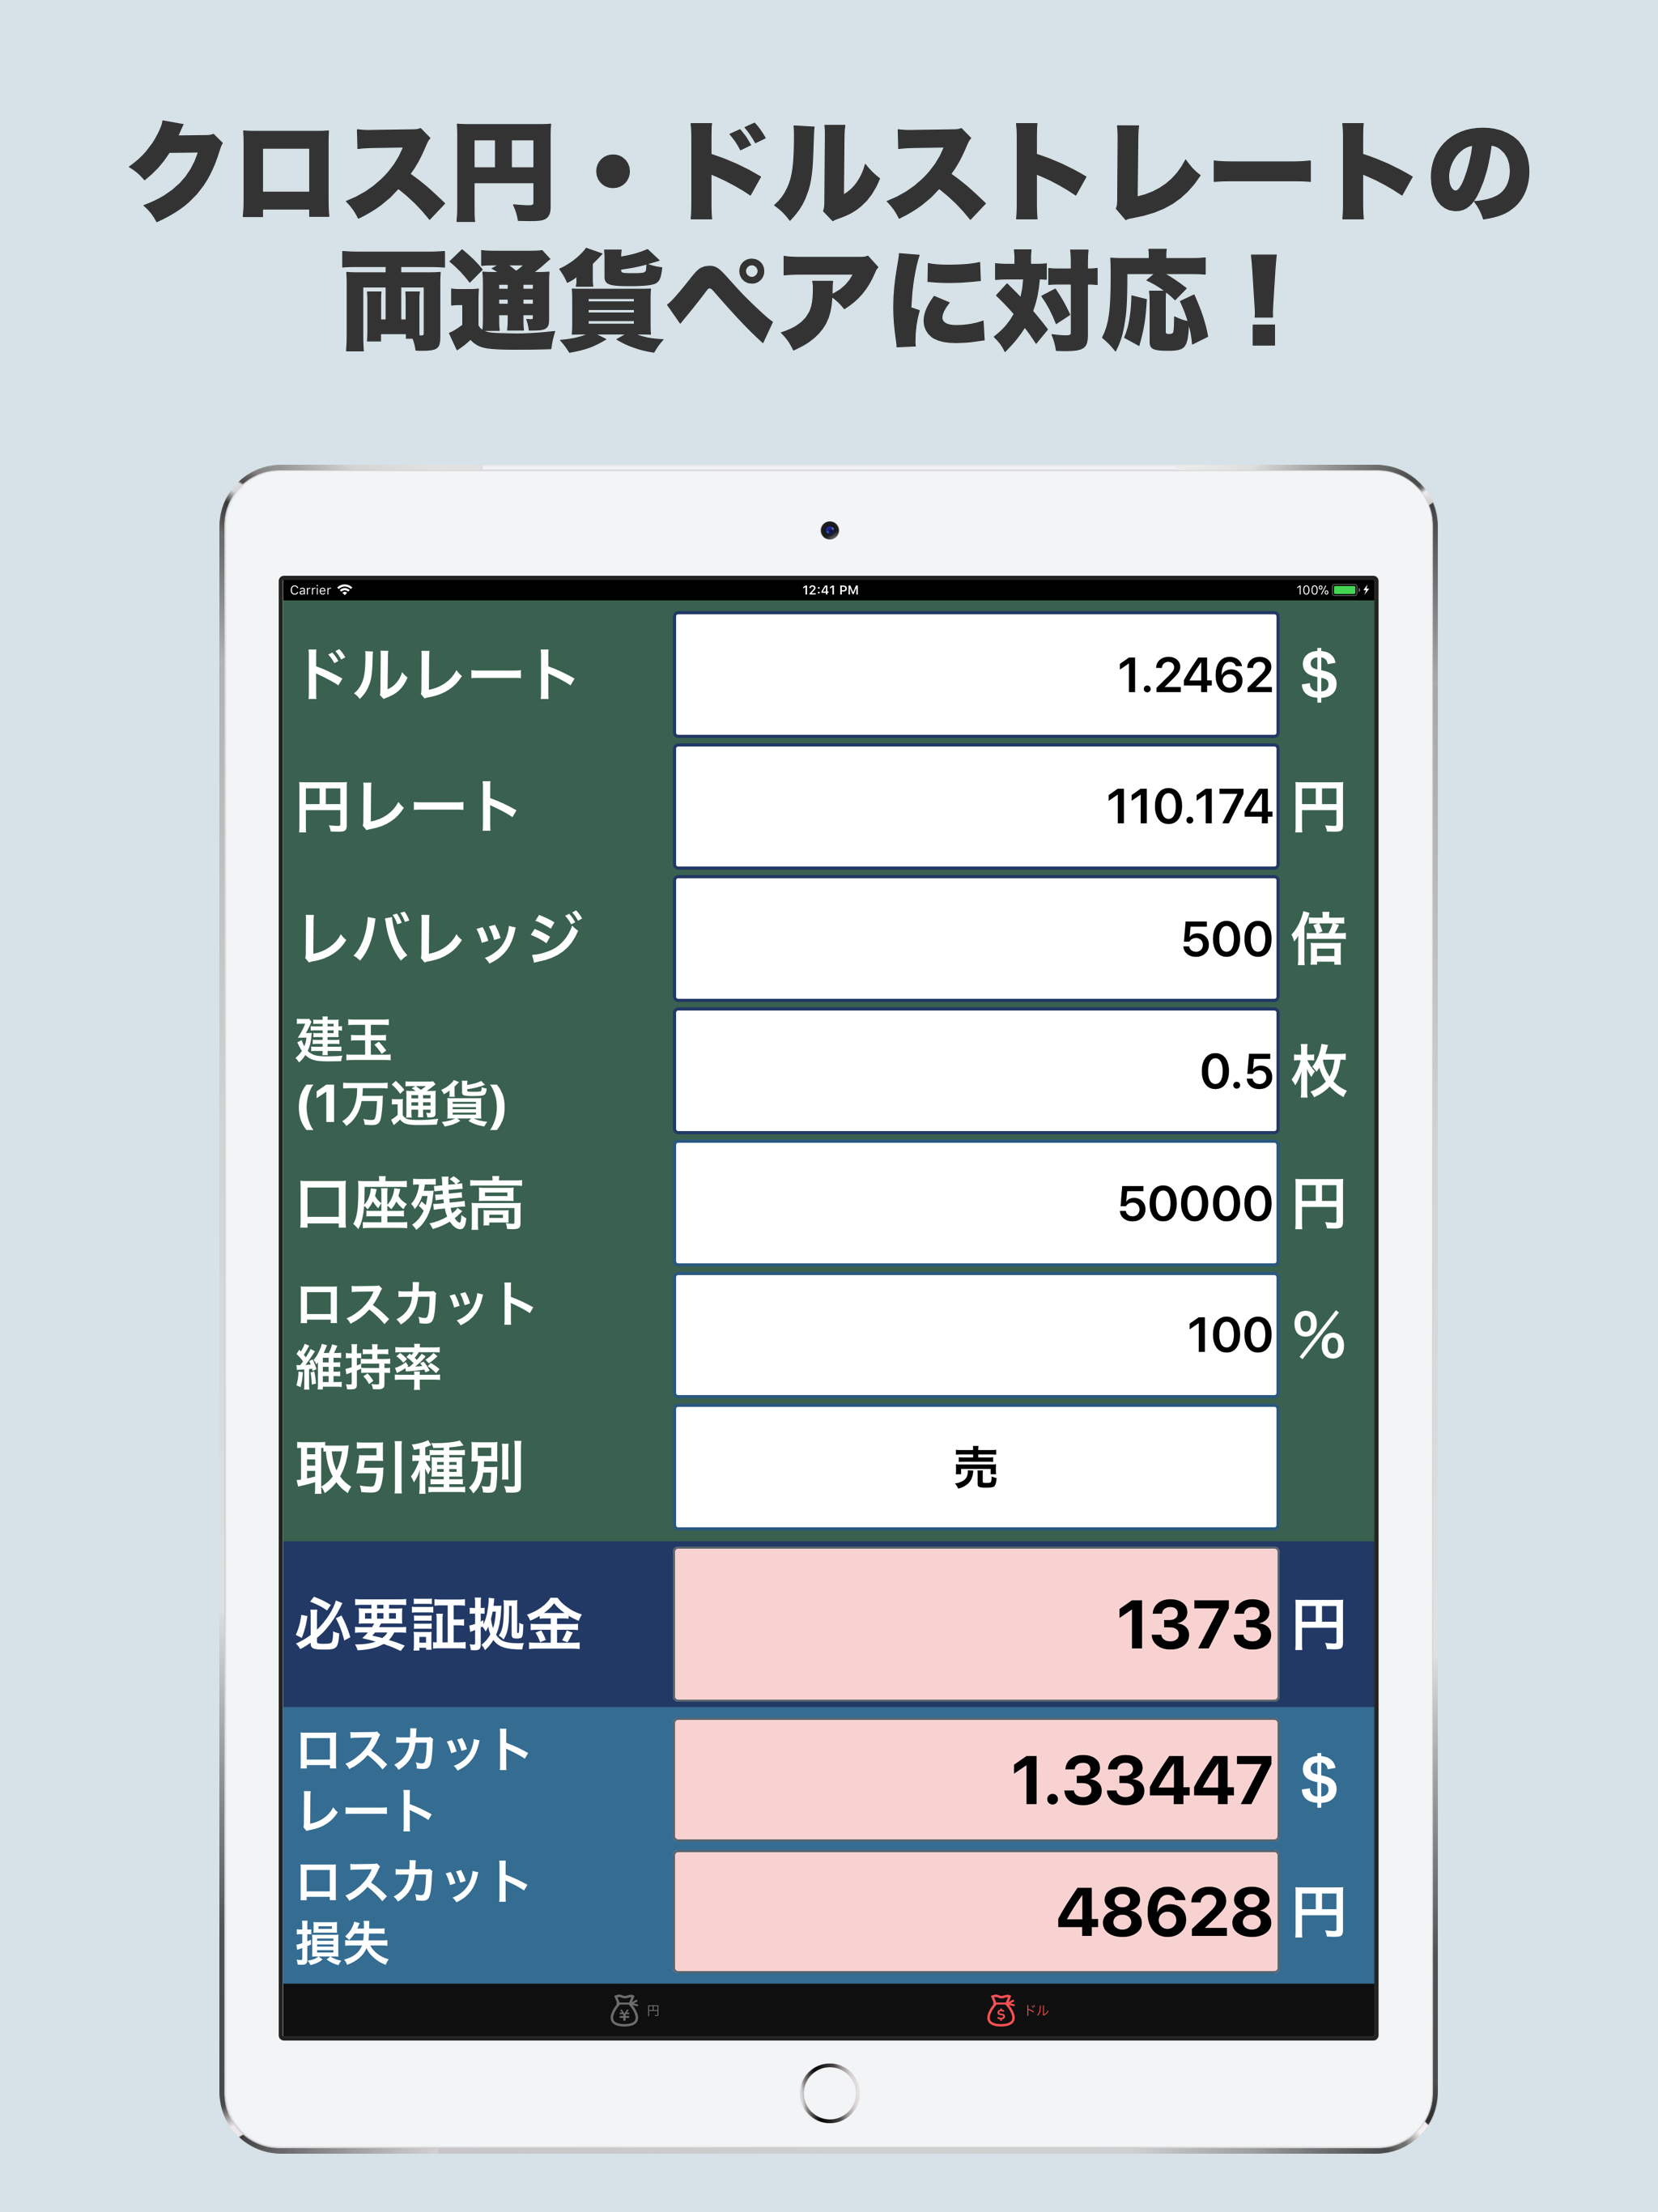 クロス円・ドルストレートの
両通貨ペアに対応！
Carrier 12:41 PM 100%
ドルレート 1.2462 $
円レート 110.174 円
レバレッジ 500 倍
建玉
(1万通貨) 0.5 枚
口座残高 50000 円
ロスカット
維持率 100 %
取引種別 売
必要証拠金 1373 円
ロスカット
レート 1.33447 $
ロスカット
損失 48628 円
¥ 円 $ ドル